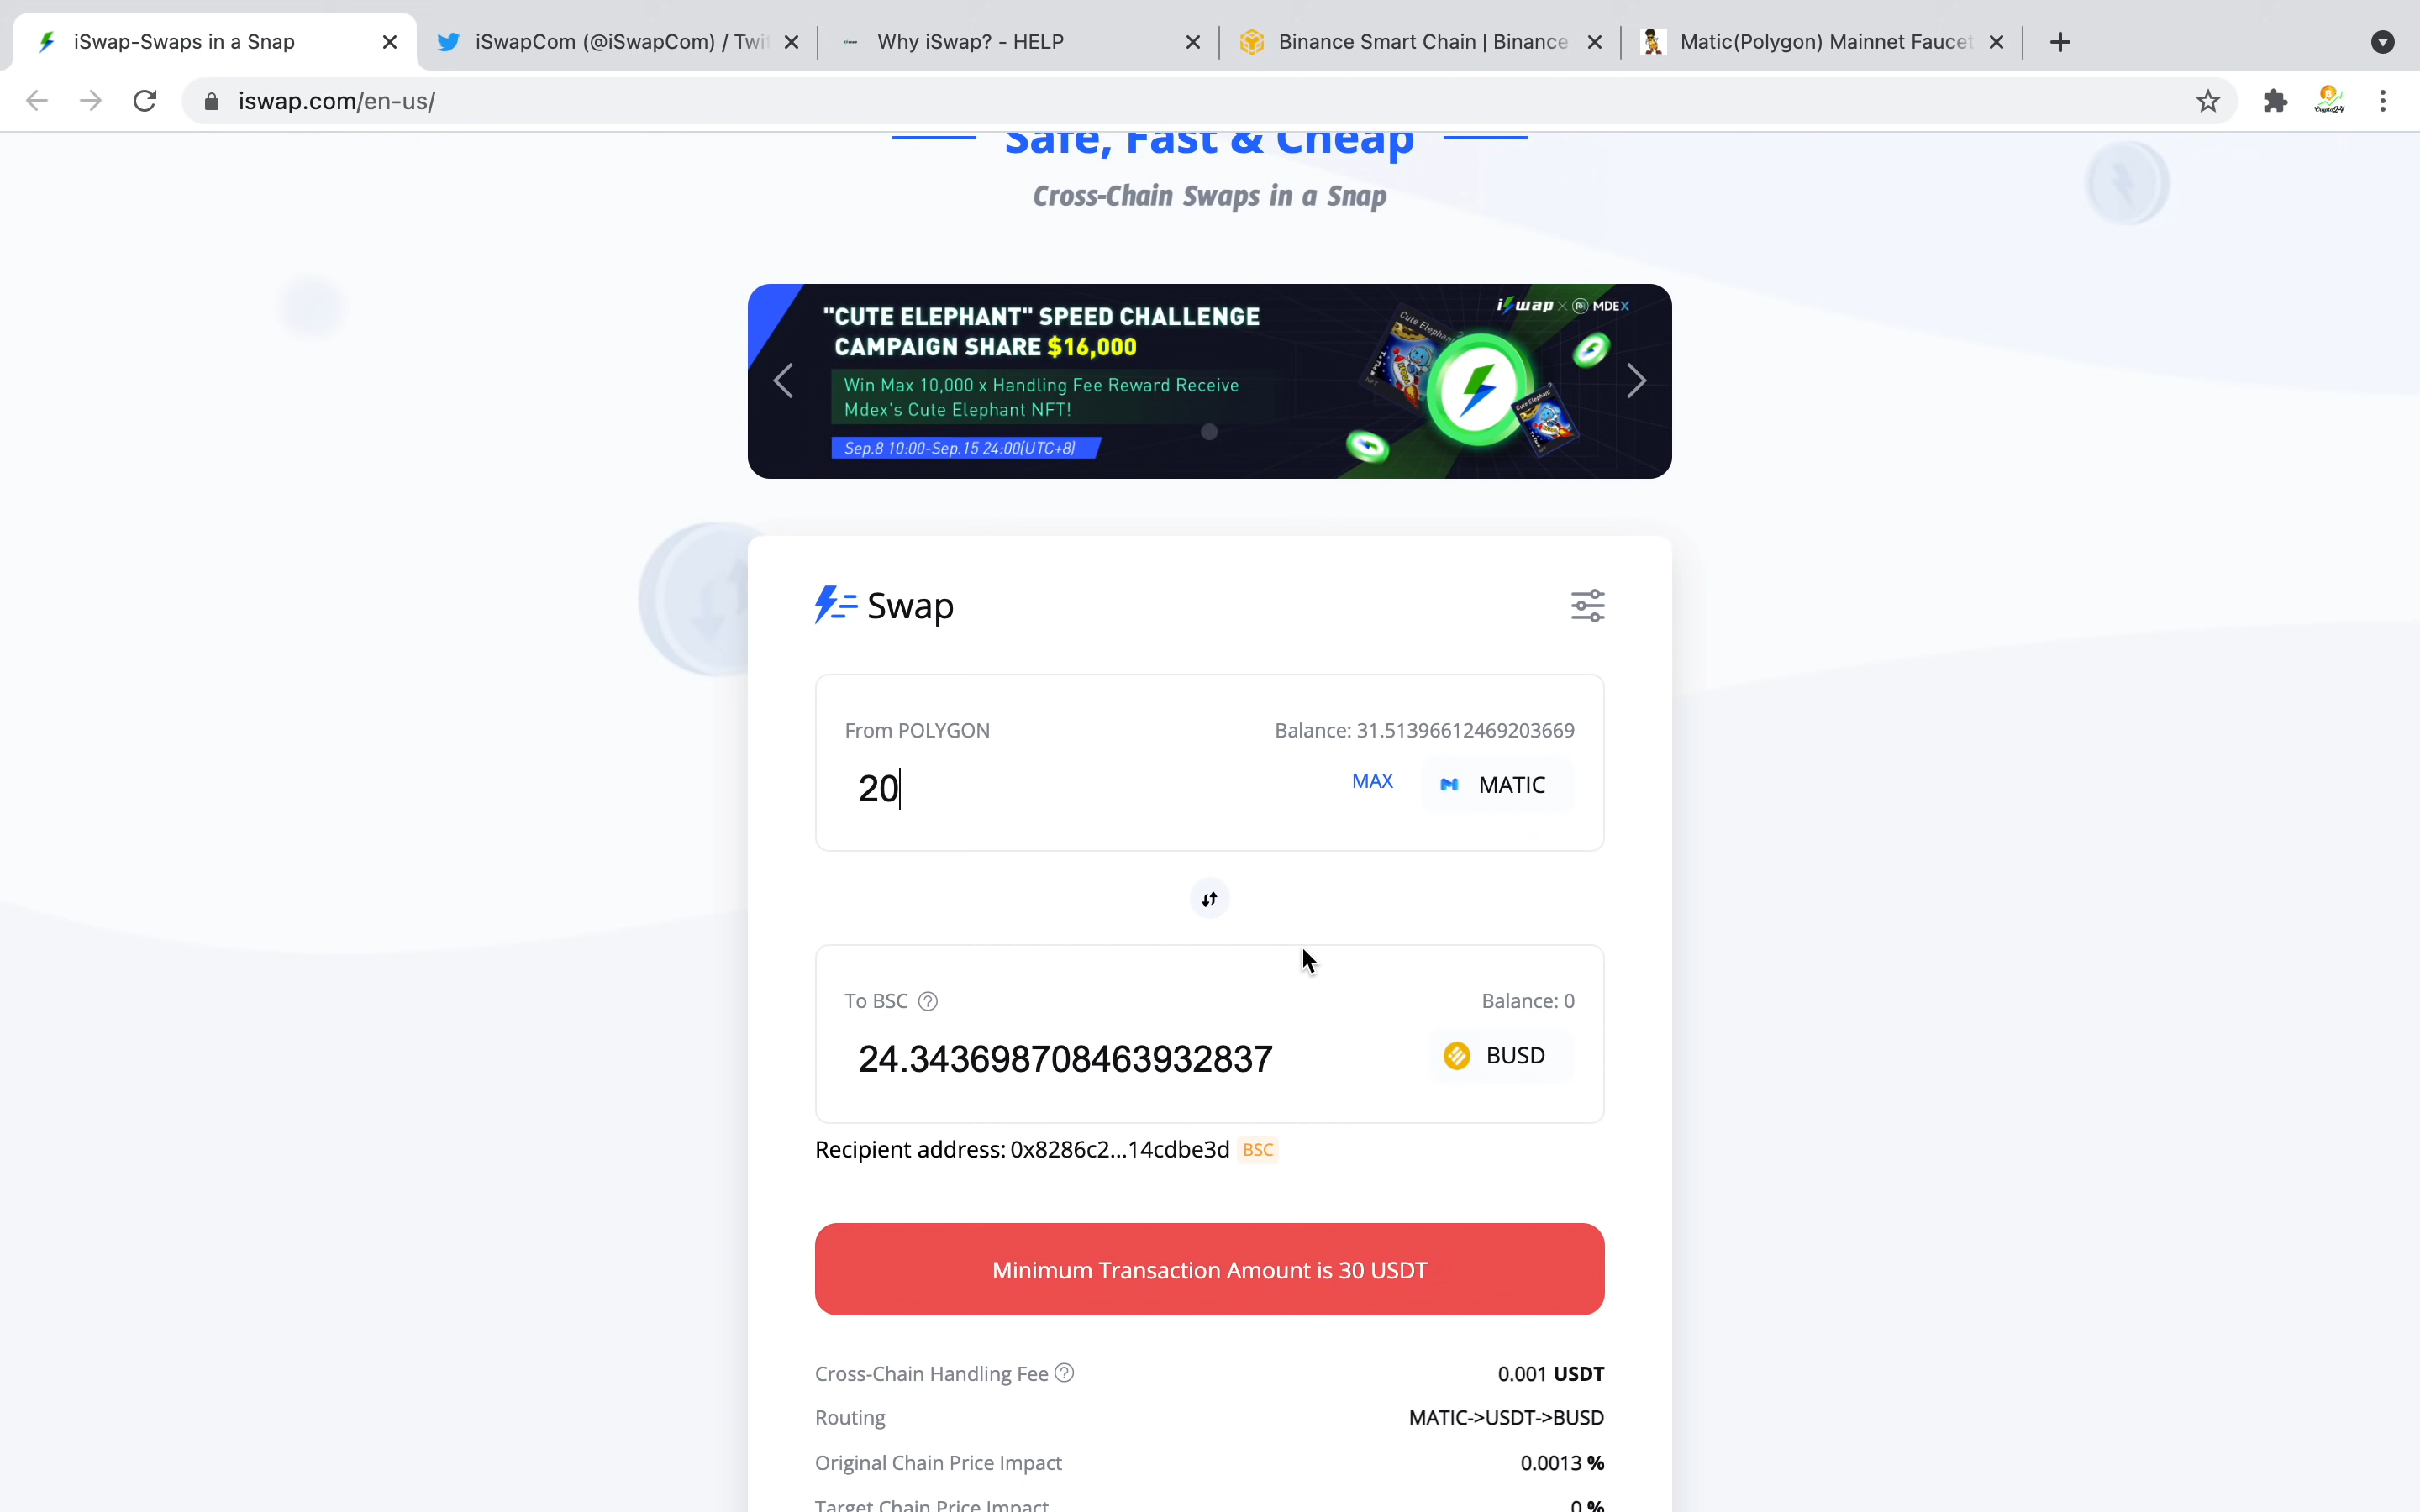 iSwap-Swaps in a Snap
iSwapCom (@iSwapCom) / Twi
Why iSwap? - HELP
Binance Smart Chain | Binance
Matic(Polygon) Mainnet Faucet
iswap.com/en-us/
Safe, Fast & Cheap
Cross-Chain Swaps in a Snap
"CUTE ELEPHANT" SPEED CHALLENGE
CAMPAIGN SHARE $16,000
Win Max 10,000 x Handling Fee Reward Receive
Mdex's Cute Elephant NFT!
Sep.8 10:00-Sep.15 24:00(UTC+8)
iSwap × MDEX
Cute Elephant
Cute Elephant
Swap
From POLYGON
Balance: 31.51396612469203669
20
MAX
MATIC
To BSC
Balance: 0
24.343698708463932837
BUSD
Recipient address: 0x8286c2...14cdbe3d BSC
Minimum Transaction Amount is 30 USDT
Cross-Chain Handling Fee
0.001 USDT
Routing
MATIC->USDT->BUSD
Original Chain Price Impact
0.0013 %
Target Chain Price Impact
0 %